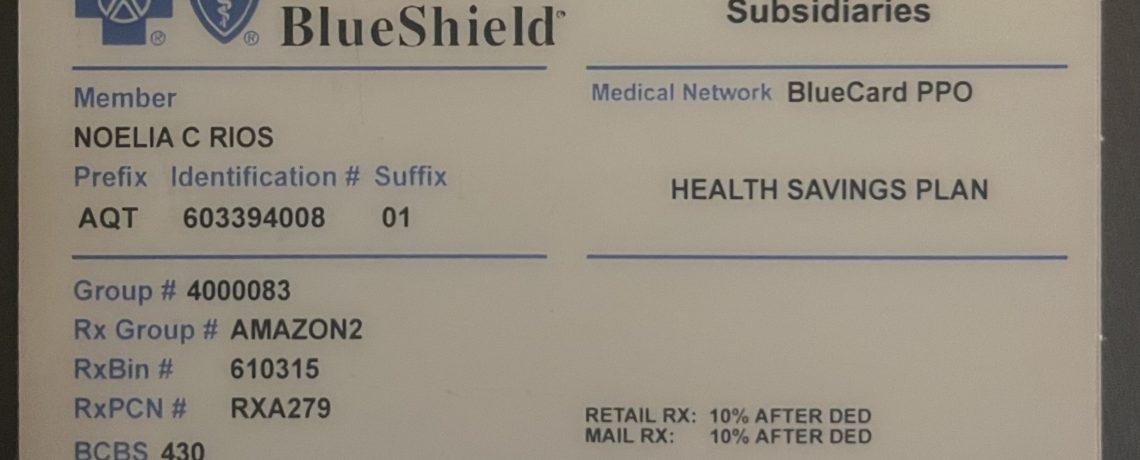 BlueShield
Subsidiaries
Member
NOELIA C RIOS
Prefix Identification # Suffix
AQT 603394008 01
Medical Network BlueCard PPO
HEALTH SAVINGS PLAN
Group # 4000083
Rx Group # AMAZON2
RxBin # 610315
RxPCN # RXA279
BCBS 430
RETAIL RX: 10% AFTER DED
MAIL RX: 10% AFTER DED